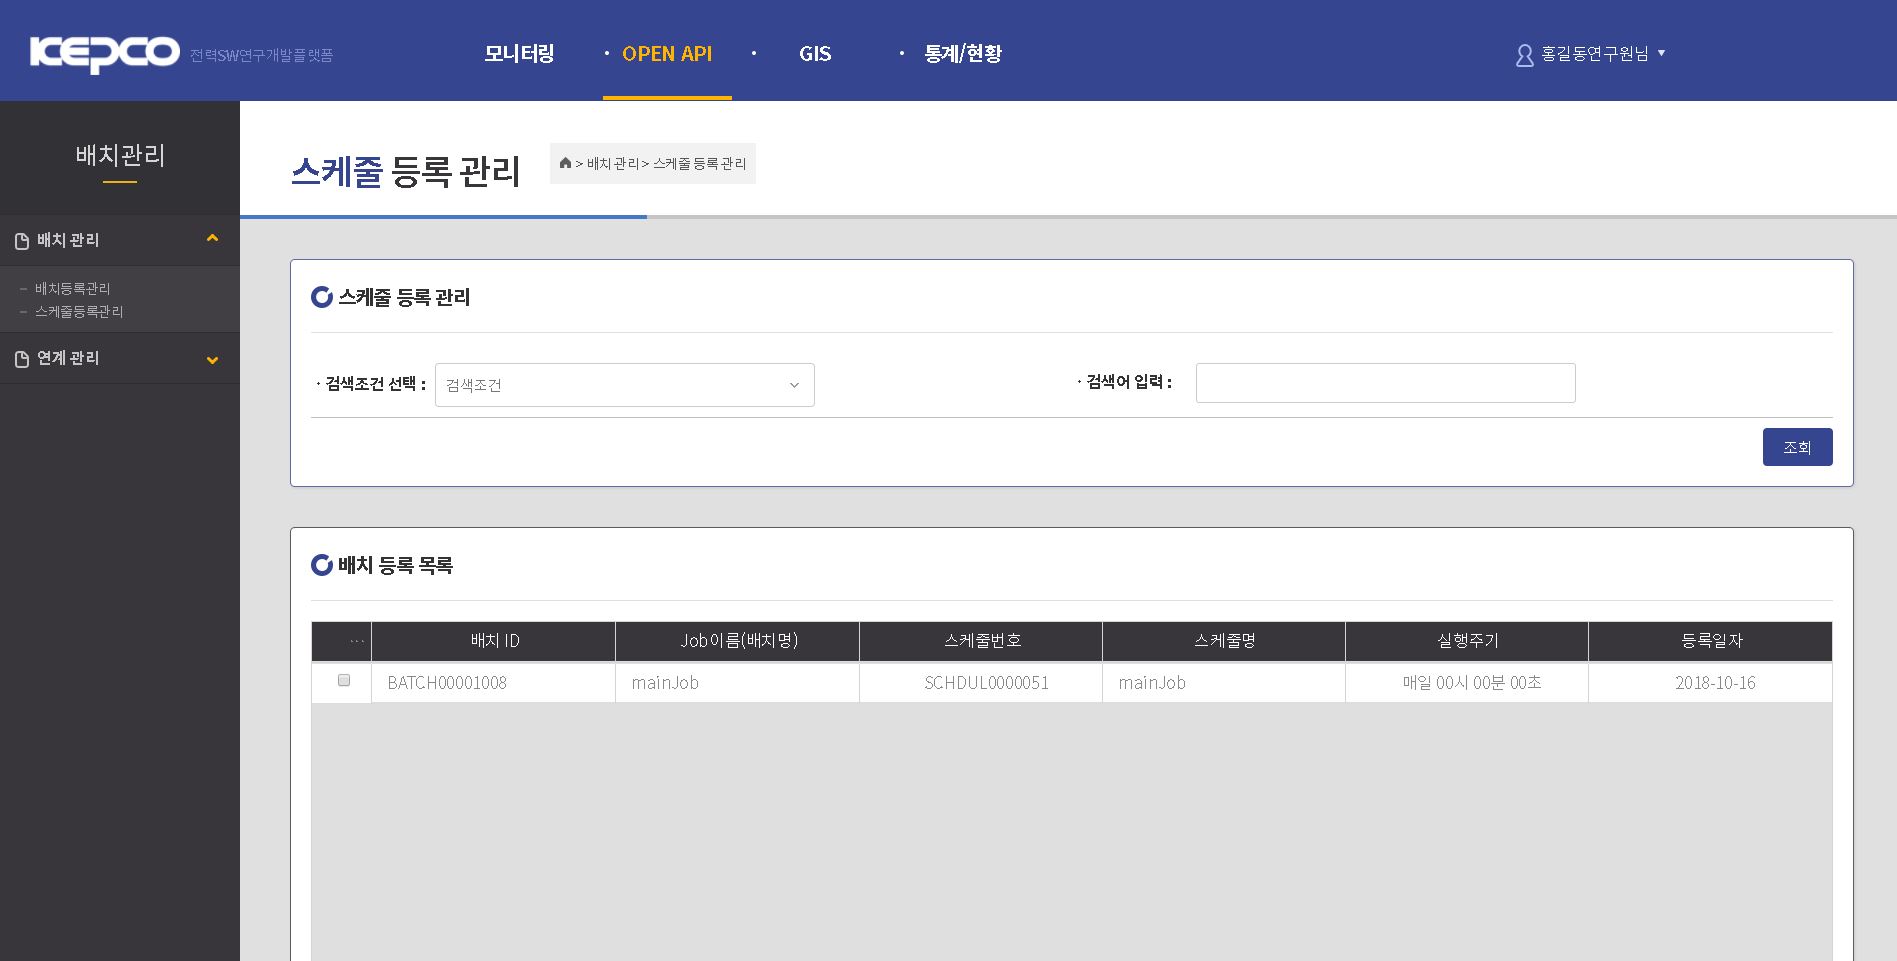 KEPCO 전력SW연구개발플랫폼
모니터링 · OPEN API · GIS · 통계/현황
홍길동연구원님 ▼
배치관리
배치 관리
- 배치등록관리
- 스케줄등록관리
연계 관리
스케줄 등록 관리
> 배치 관리 > 스케줄 등록 관리
스케줄 등록 관리
· 검색조건 선택 : 검색조건
· 검색어 입력 :
조회
배치 등록 목록
... 배치 ID Job이름(배치명) 스케줄번호 스케줄명 실행주기 등록일자
BATCH00001008 mainJob SCHDUL0000051 mainJob 매일 00시 00분 00초 2018-10-16